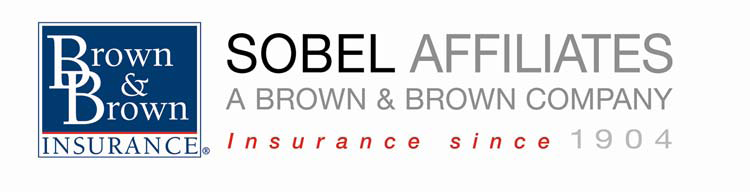 Brown
&
Brown
INSURANCE®
SOBEL AFFILIATES
A BROWN & BROWN COMPANY
Insurance since 1904